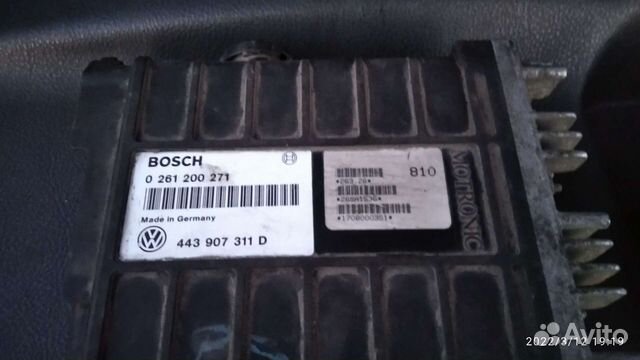 BOSCH
0 261 200 271
Made in Germany
443 907 311 D
810
*1708000351*
MOTRONIC
2022/3/12 19:19
Avito